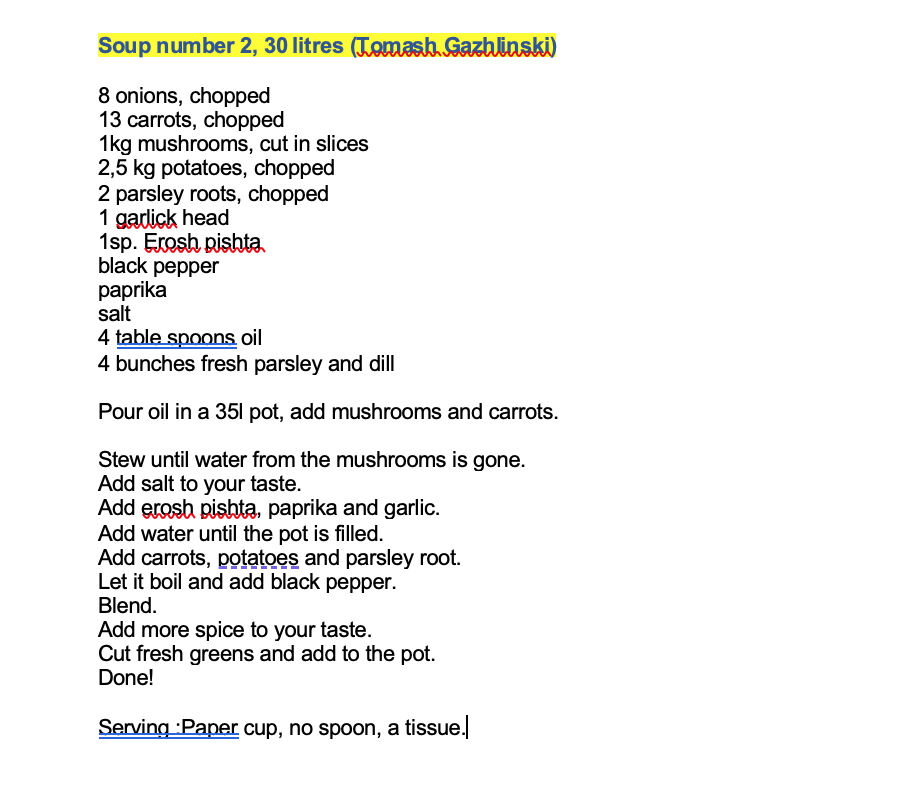 Soup number 2, 30 litres (Tomash Gazhlinski)
8 onions, chopped
13 carrots, chopped
1kg mushrooms, cut in slices
2,5 kg potatoes, chopped
2 parsley roots, chopped
1 garlick head
1sp. Erosh pishta
black pepper
paprika
salt
4 table spoons oil
4 bunches fresh parsley and dill
Pour oil in a 35l pot, add mushrooms and carrots.
Stew until water from the mushrooms is gone.
Add salt to your taste.
Add erosh pishta, paprika and garlic.
Add water until the pot is filled.
Add carrots, potatoes and parsley root.
Let it boil and add black pepper.
Blend.
Add more spice to your taste.
Cut fresh greens and add to the pot.
Done!
Serving :Paper cup, no spoon, a tissue.